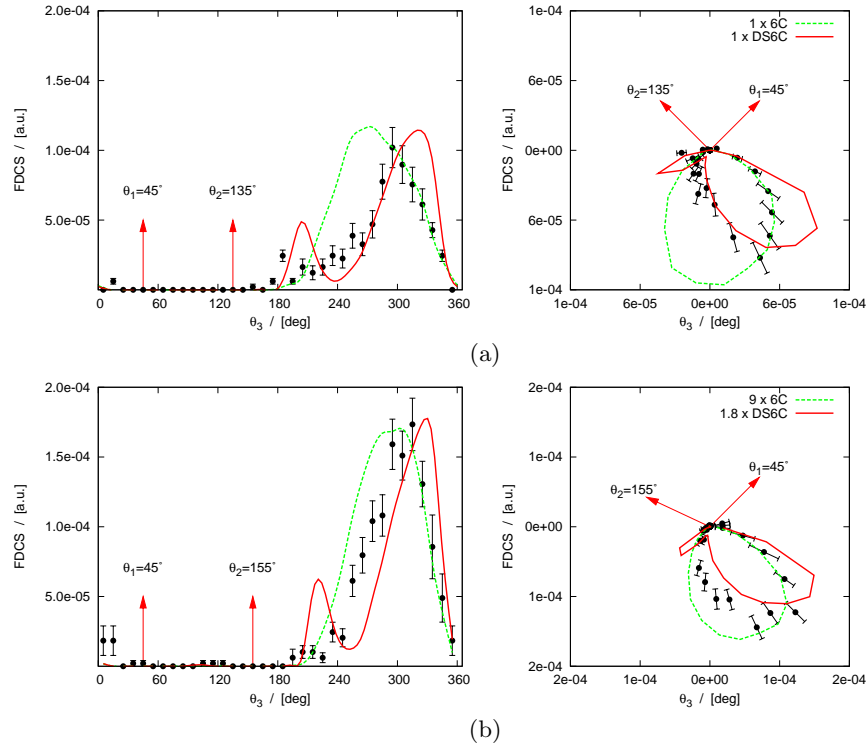 2.0e-04
1.5e-04
1.0e-04
5.0e-05
FDCS / [a.u.]
θ1=45°
θ2=135°
0 60 120 180 240 300 360
θ3 / [deg]
1e-04
6e-05
0e+00
6e-05
1e-04
FDCS / [a.u.]
1 x 6C
1 x DS6C
θ2=135°
θ1=45°
1e-04 6e-05 0e+00 6e-05 1e-04
θ3 / [deg]
(a)
2.0e-04
1.5e-04
1.0e-04
5.0e-05
FDCS / [a.u.]
θ1=45°
θ2=155°
0 60 120 180 240 300 360
θ3 / [deg]
2e-04
1e-04
0e+00
1e-04
2e-04
FDCS / [a.u.]
9 x 6C
1.8 x DS6C
θ2=155°
θ1=45°
2e-04 1e-04 0e+00 1e-04 2e-04
θ3 / [deg]
(b)